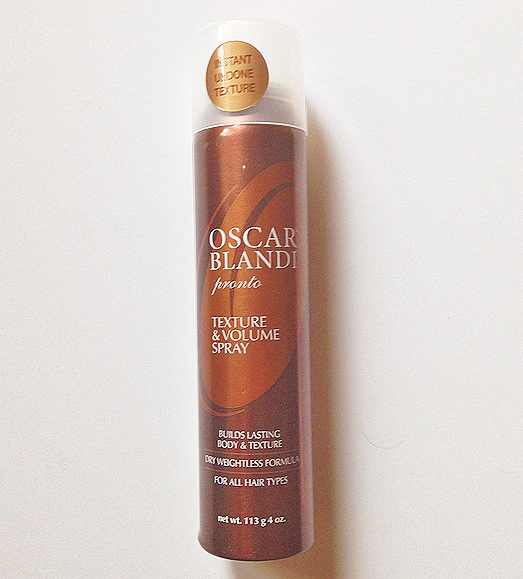 INSTANT
UNDONE
TEXTURE
OSCAR
BLANDI
pronto
TEXTURE
& VOLUME
SPRAY
BUILDS LASTING
BODY & TEXTURE
DRY WEIGHTLESS FORMULA
FOR ALL HAIR TYPES
net wt. 113 g 4 oz.